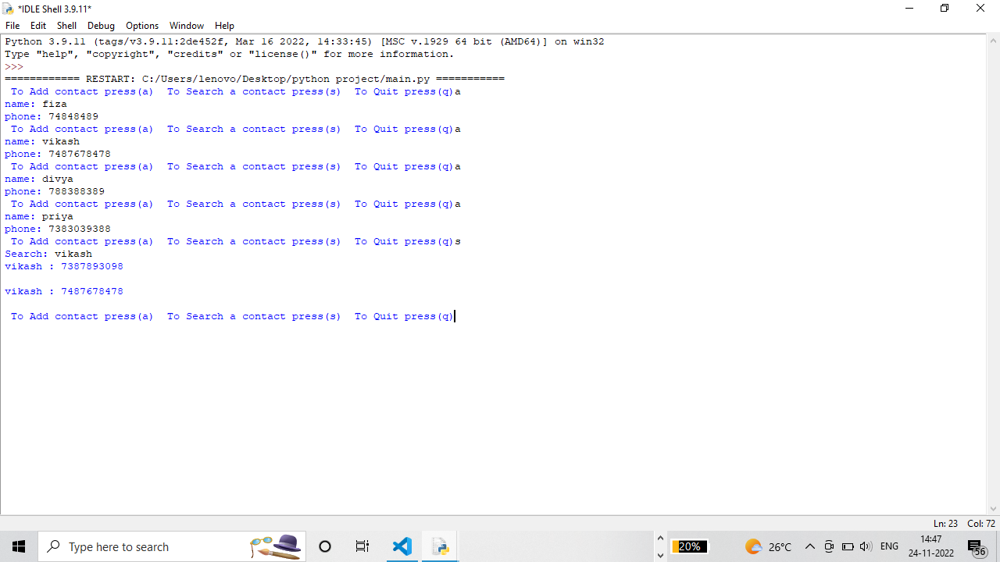 *IDLE Shell 3.9.11*
File Edit Shell Debug Options Window Help
Python 3.9.11 (tags/v3.9.11:2de452f, Mar 16 2022, 14:33:45) [MSC v.1929 64 bit (AMD64)] on win32
Type "help", "copyright", "credits" or "license()" for more information.
>>>
============ RESTART: C:/Users/lenovo/Desktop/python project/main.py ===========
 To Add contact press(a)  To Search a contact press(s)  To Quit press(q)a
name: fiza
phone: 74848489
 To Add contact press(a)  To Search a contact press(s)  To Quit press(q)a
name: vikash
phone: 7487678478
 To Add contact press(a)  To Search a contact press(s)  To Quit press(q)a
name: divya
phone: 788388389
 To Add contact press(a)  To Search a contact press(s)  To Quit press(q)a
name: priya
phone: 7383039388
 To Add contact press(a)  To Search a contact press(s)  To Quit press(q)s
Search: vikash
vikash : 7387893098
vikash : 7487678478
 To Add contact press(a)  To Search a contact press(s)  To Quit press(q)
Ln: 23 Col: 72
Type here to search
20%
26°C
ENG
14:47
24-11-2022
56